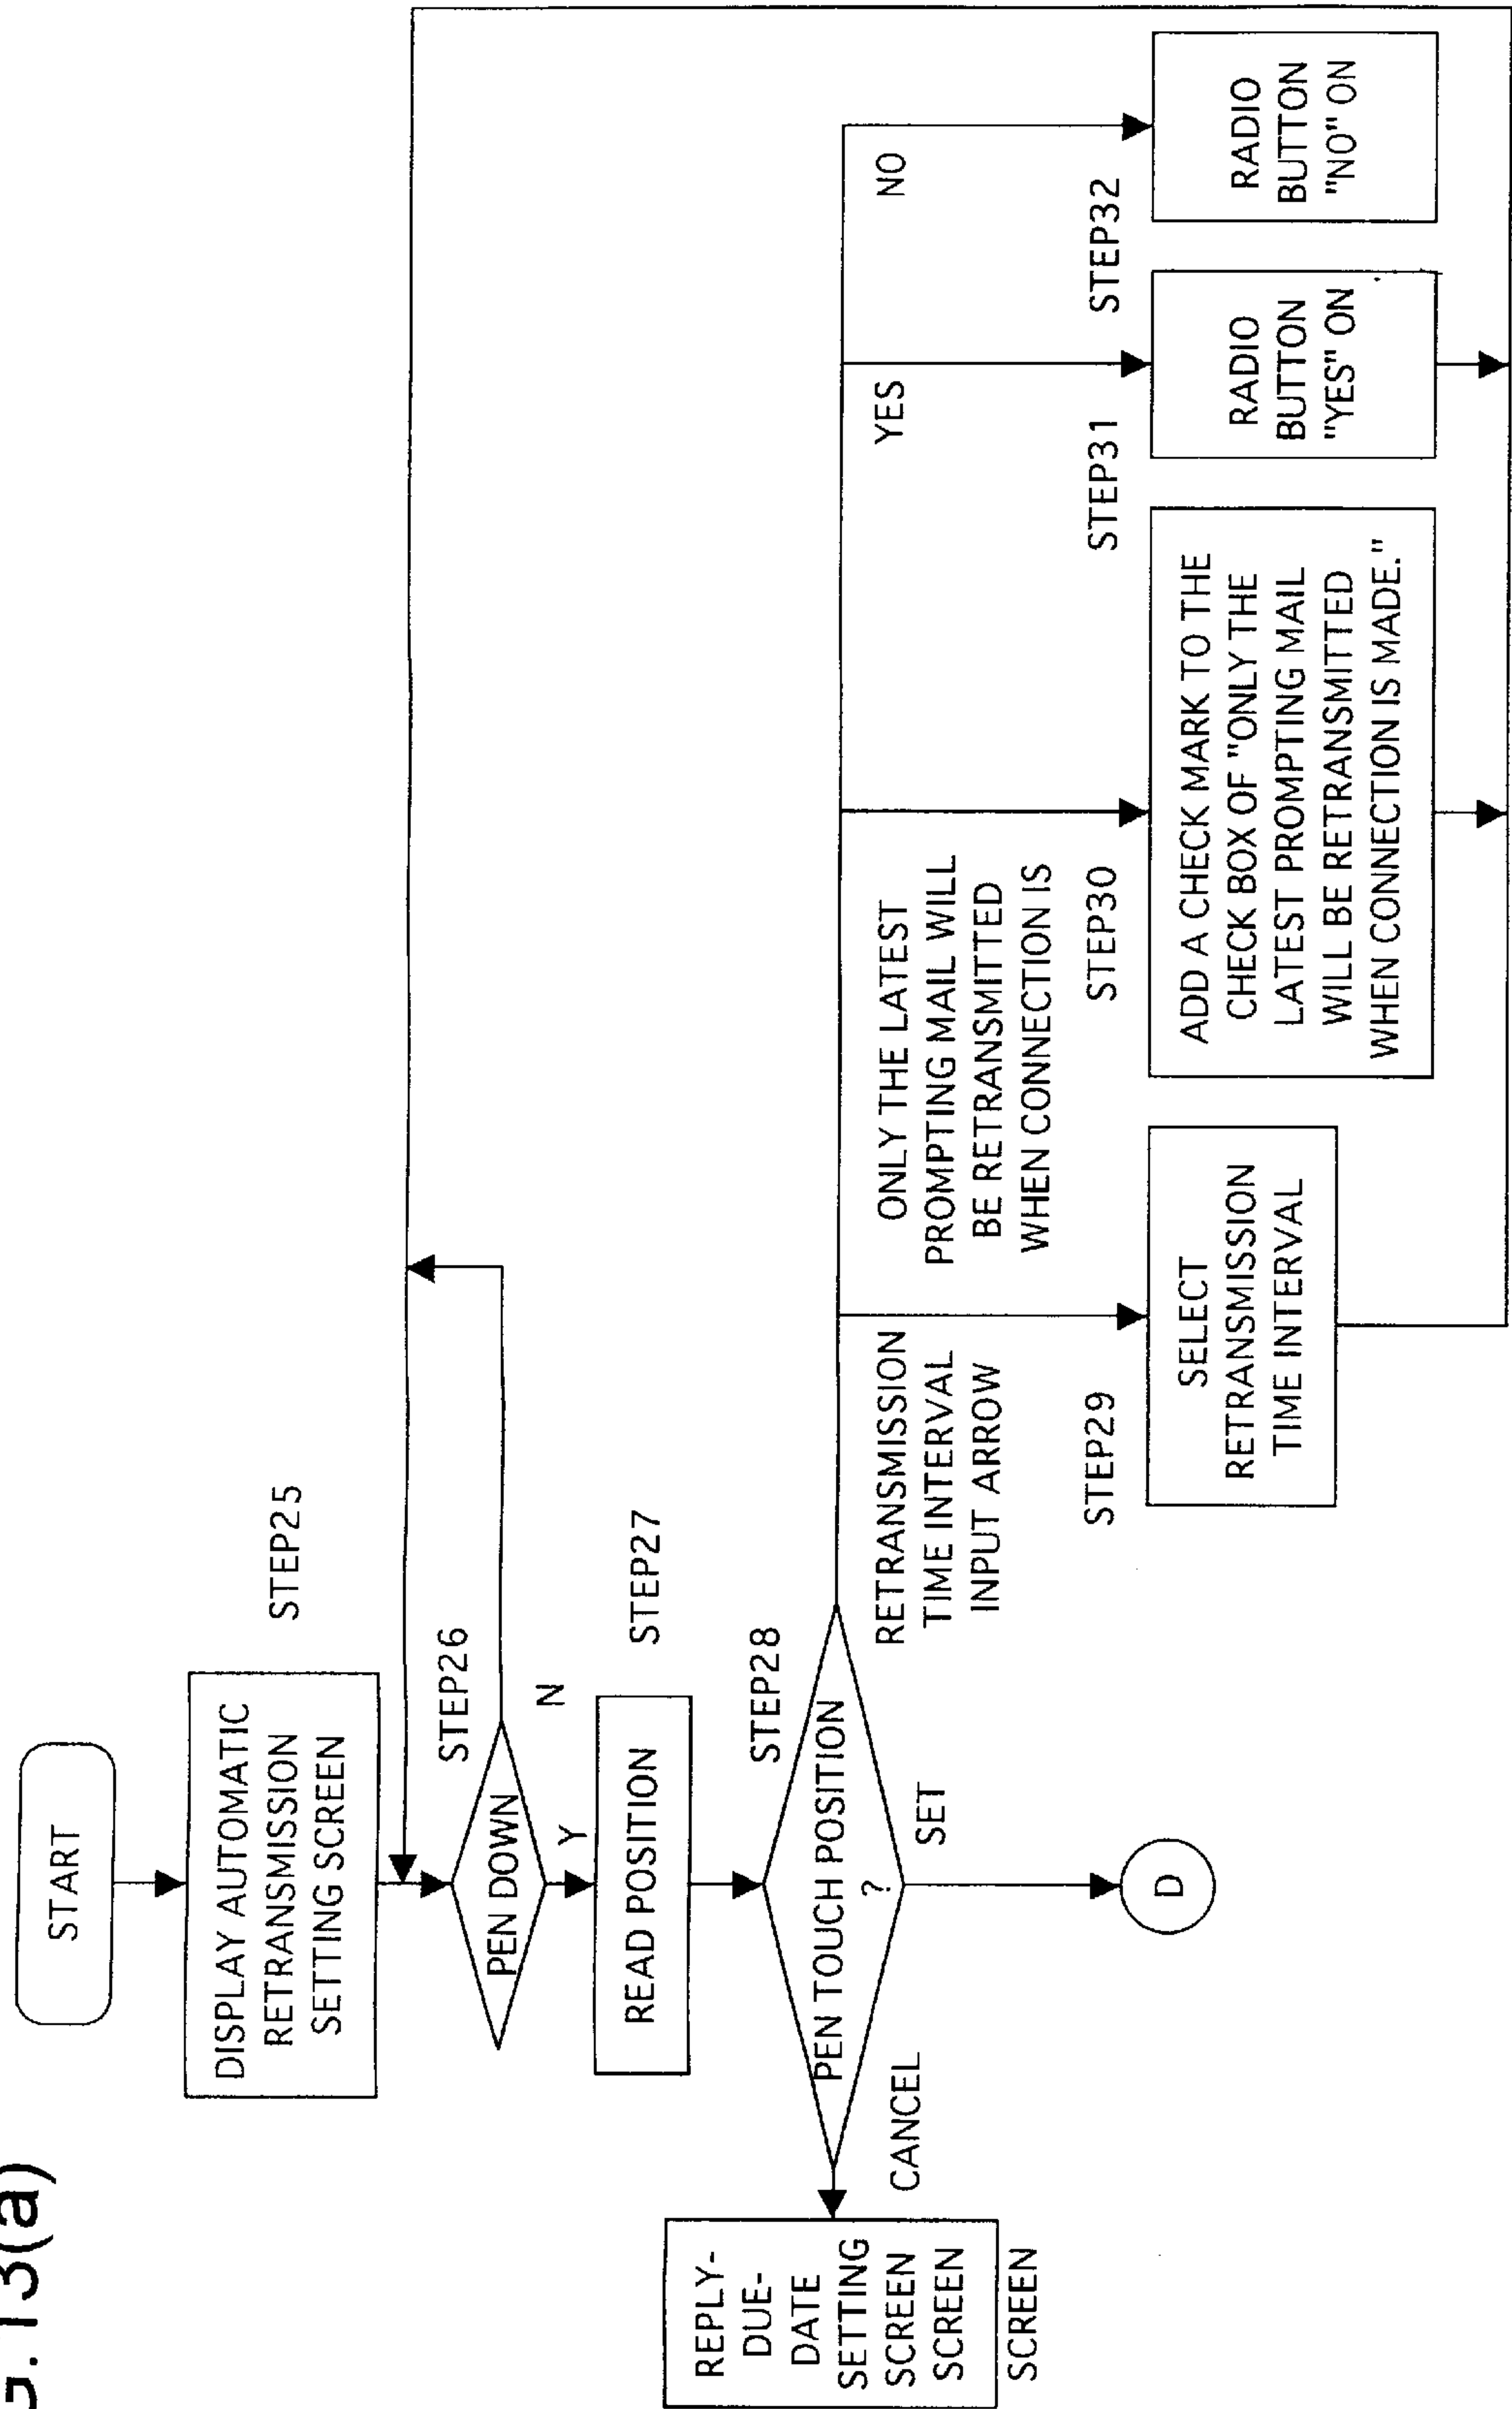 G.13(a)
START
DISPLAY AUTOMATIC
RETRANSMISSION
SETTING SCREEN
STEP25
STEP26
PEN DOWN
N
Y
READ POSITION
STEP27
STEP28
PEN TOUCH POSITION
?
CANCEL
SET
REPLY-
DUE-
DATE
SETTING
SCREEN
SCREEN
SCREEN
D
RETRANSMISSION
TIME INTERVAL
INPUT ARROW
STEP29
SELECT
RETRANSMISSION
TIME INTERVAL
ONLY THE LATEST
PROMPTING MAIL WILL
BE RETRANSMITTED
WHEN CONNECTION IS
STEP30
ADD A CHECK MARK TO THE
CHECK BOX OF "ONLY THE
LATEST PROMPTING MAIL
WILL BE RETRANSMITTED
WHEN CONNECTION IS MADE."
YES
STEP31
RADIO
BUTTON
"YES" ON
NO
STEP32
RADIO
BUTTON
"NO" ON